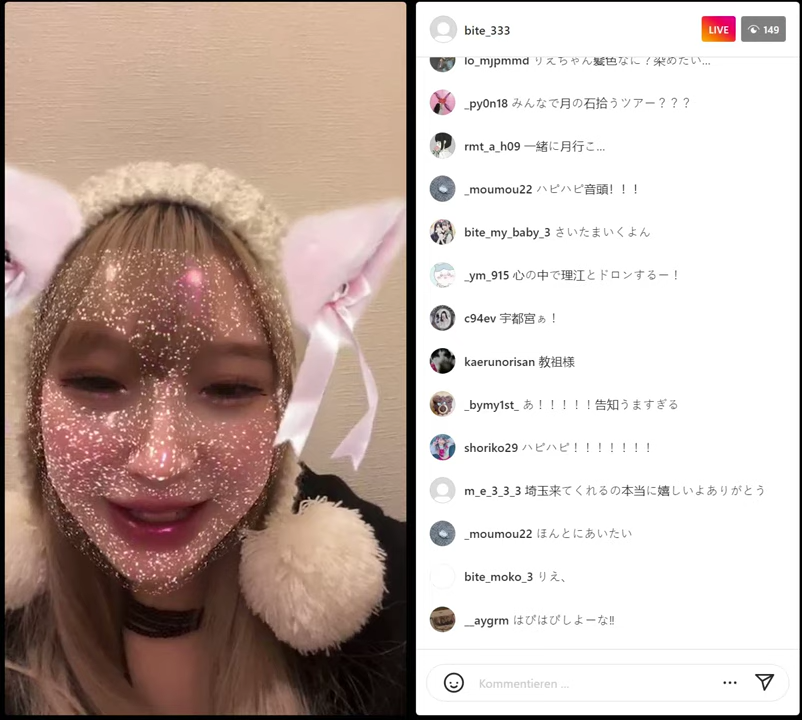 bite_333
LIVE 149
lo_mjpmmd りえちゃん髪色なに？染めたい...
_py0n18 みんなで月の石拾うツアー？？？
rmt_a_h09 一緒に月行こ...
_moumou22 ハピハピ音頭！！！
bite_my_baby_3 さいたまいくよん
_ym_915 心の中で理江とドロンするー！
c94ev 宇都宮ぁ！
kaerunorisan 教祖様
_bymy1st_ あ！！！！！告知うますぎる
shoriko29 ハピハピ！！！！！！！
m_e_3_3_3 埼玉来てくれるの本当に嬉しいよありがとう
_moumou22 ほんとにあいたい
bite_moko_3 りえ、
__aygrm はぴはぴしよーな!!
Kommentieren ...